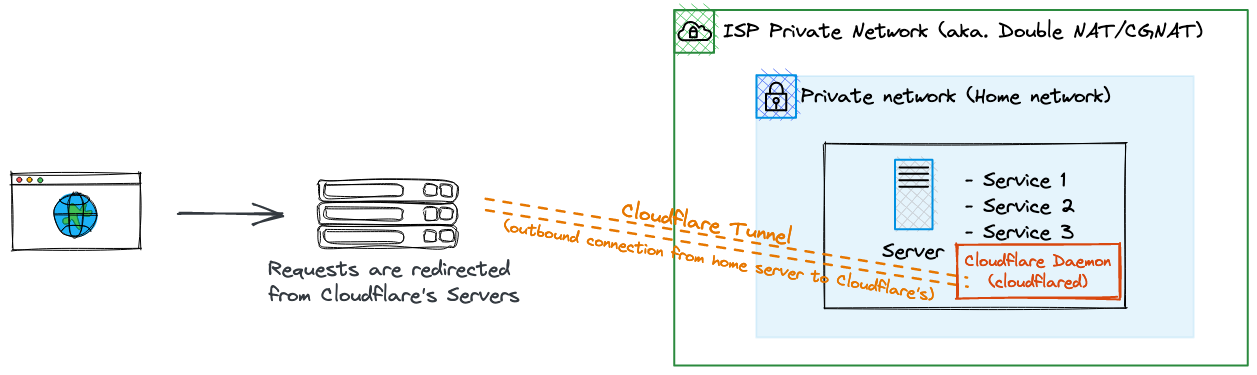 ISP Private Network (aka. Double NAT/CGNAT)
Private network (Home network)
- Service 1
- Service 2
- Service 3
Server
Cloudflare Daemon
(cloudflared)
Cloudflare Tunnel
(outbound connection from home server to Cloudflare's)
Requests are redirected
from Cloudflare's Servers